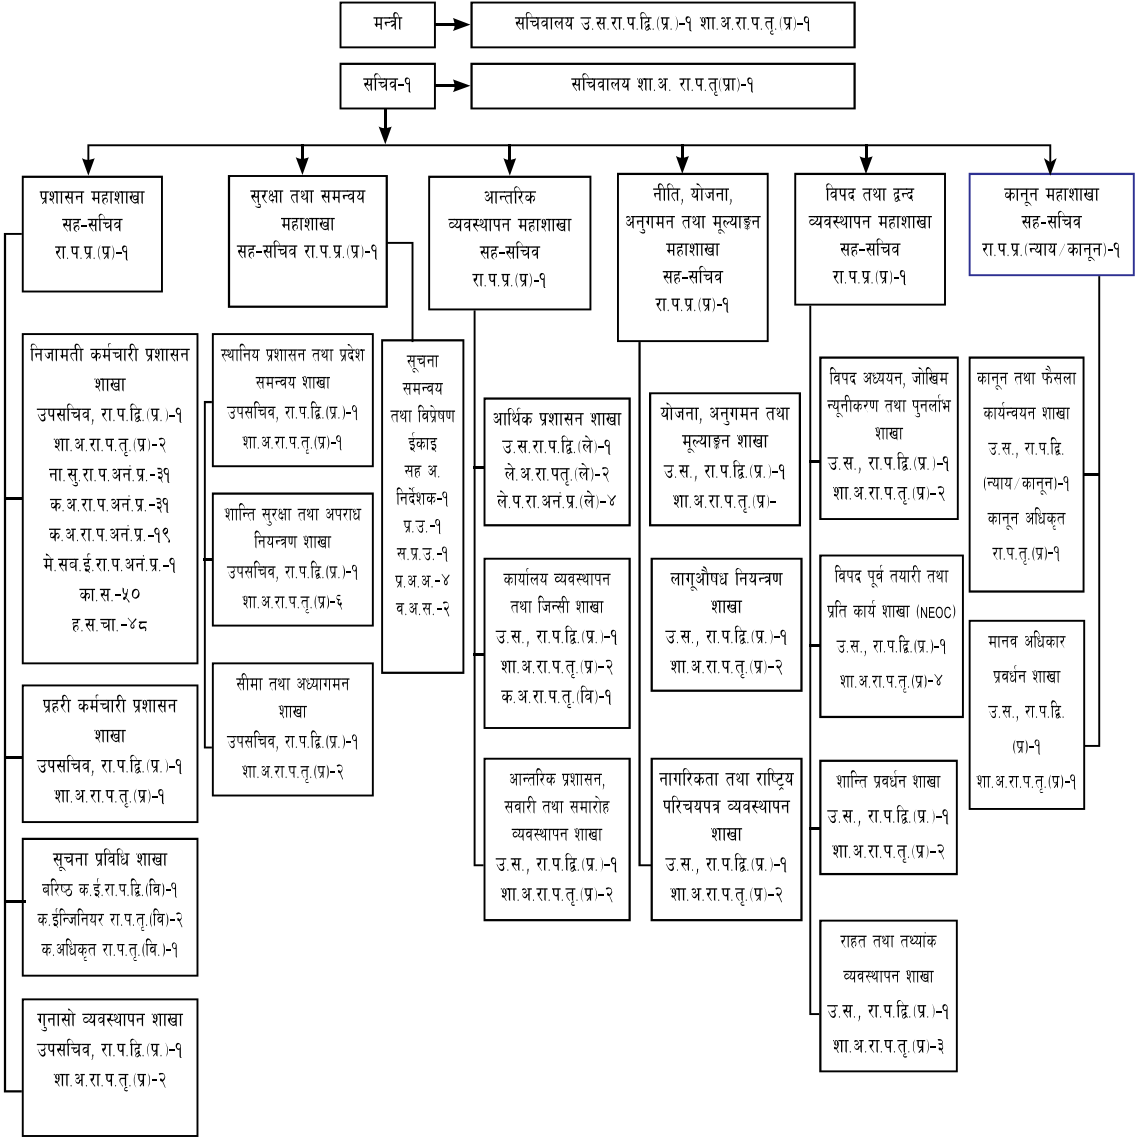 मन्त्री
सचिवालय उ.स.रा.प.द्वि.(प्र.)-१ शा.अ.रा.प.तृ.(प्र)-१
सचिव-१
सचिवालय शा.अ. रा.प.तृ(प्रा)-१
प्रशासन महाशाखा
सह-सचिव
रा.प.प्र.(प्र)-१
सुरक्षा तथा समन्वय
महाशाखा
सह-सचिव रा.प.प्र.(प्र)-१
आन्तरिक
व्यवस्थापन महाशाखा
सह-सचिव
रा.प.प्र.(प्र)-१
नीति, योजना,
अनुगमन तथा मूल्याङ्कन
महाशाखा
सह-सचिव
रा.प.प्र.(प्र)-१
विपद तथा द्वन्द
व्यवस्थापन महाशाखा
सह-सचिव
रा.प.प्र.(प्र)-१
कानून महाशाखा
सह-सचिव
रा.प.प्र.(न्याय/कानून)-१
निजामती कर्मचारी प्रशासन
शाखा
उपसचिव, रा.प.द्वि.(प्र.)-१
शा.अ.रा.प.तृ.(प्र)-२
ना.सु.रा.प.अनं.प्र.-३१
क.अ.रा.प.अनं.प्र.-३१
क.अ.रा.प.अनं.प्र.-१९
मे.सव.ई.रा.प.अनं.प्र.-१
का.स.-५०
ह.स.चा.-४८
प्रहरी कर्मचारी प्रशासन
शाखा
उपसचिव, रा.प.द्वि.(प्र.)-१
शा.अ.रा.प.तृ.(प्र)-१
सूचना प्रविधि शाखा
बरिष्ठ क.ई.रा.प.द्वि.(वि)-१
क.ईन्जिनियर रा.प.तृ.(वि)-२
क.अधिकृत रा.प.तृ.(वि.)-१
गुनासो व्यवस्थापन शाखा
उपसचिव, रा.प.द्वि.(प्र.)-१
शा.अ.रा.प.तृ.(प्र)-२
स्थानिय प्रशासन तथा प्रदेश
समन्वय शाखा
उपसचिव, रा.प.द्वि.(प्र.)-१
शा.अ.रा.प.तृ.(प्र)-१
शान्ति सुरक्षा तथा अपराध
नियन्त्रण शाखा
उपसचिव, रा.प.द्वि.(प्र.)-१
शा.अ.रा.प.तृ.(प्र)-६
सीमा तथा अध्यागमन
शाखा
उपसचिव, रा.प.द्वि.(प्र.)-१
शा.अ.रा.प.तृ.(प्र)-२
सूचना
समन्वय
तथा विप्रेषण
ईकाइ
सह अ.
निर्देशक-१
प्र.उ.-१
स.प्र.उ.-१
प्र.अ.अ.-४
व.अ.स.-२
आर्थिक प्रशासन शाखा
उ.स.रा.प.द्वि.(ले)-१
ले.अ.रा.पतृ.(ले)-२
ले.प.रा.अनं.प्र.(ले)-४
कार्यालय व्यवस्थापन
तथा जिन्सी शाखा
उ.स., रा.प.द्वि.(प्र.)-१
शा.अ.रा.प.तृ.(प्र)-२
क.अ.रा.प.तृ.(वि)-१
आन्तरिक प्रशासन,
सवारी तथा समारोह
व्यवस्थापन शाखा
उ.स., रा.प.द्वि.(प्र.)-१
शा.अ.रा.प.तृ.(प्र)-२
योजना, अनुगमन तथा
मूल्याङ्कन शाखा
उ.स., रा.प.द्वि.(प्र.)-१
शा.अ.रा.प.तृ.(प्र)-
लागूऔषध नियन्त्रण
शाखा
उ.स., रा.प.द्वि.(प्र.)-१
शा.अ.रा.प.तृ.(प्र)-२
नागरिकता तथा राष्ट्रिय
परिचयपत्र व्यवस्थापन
शाखा
उ.स., रा.प.द्वि.(प्र.)-१
शा.अ.रा.प.तृ.(प्र)-२
विपद अध्ययन, जोखिम
न्यूनीकरण तथा पुनर्लाभ
शाखा
उ.स., रा.प.द्वि.(प्र.)-१
शा.अ.रा.प.तृ.(प्र)-२
विपद पूर्व तयारी तथा
प्रति कार्य शाखा (NEOC)
उ.स., रा.प.द्वि.(प्र.)-१
शा.अ.रा.प.तृ.(प्र)-४
शान्ति प्रवर्धन शाखा
उ.स., रा.प.द्वि.(प्र.)-१
शा.अ.रा.प.तृ.(प्र)-२
राहत तथा तथ्यांक
व्यवस्थापन शाखा
उ.स., रा.प.द्वि.(प्र.)-१
शा.अ.रा.प.तृ.(प्र)-३
कानून तथा फैसला
कार्यन्वयन शाखा
उ.स., रा.प.द्वि.
(न्याय/कानून)-१
कानून अधिकृत
रा.प.तृ.(प्र)-१
मानव अधिकार
प्रवर्धन शाखा
उ.स., रा.प.द्वि.
(प्र)-१
शा.अ.रा.प.तृ.(प्र)-१